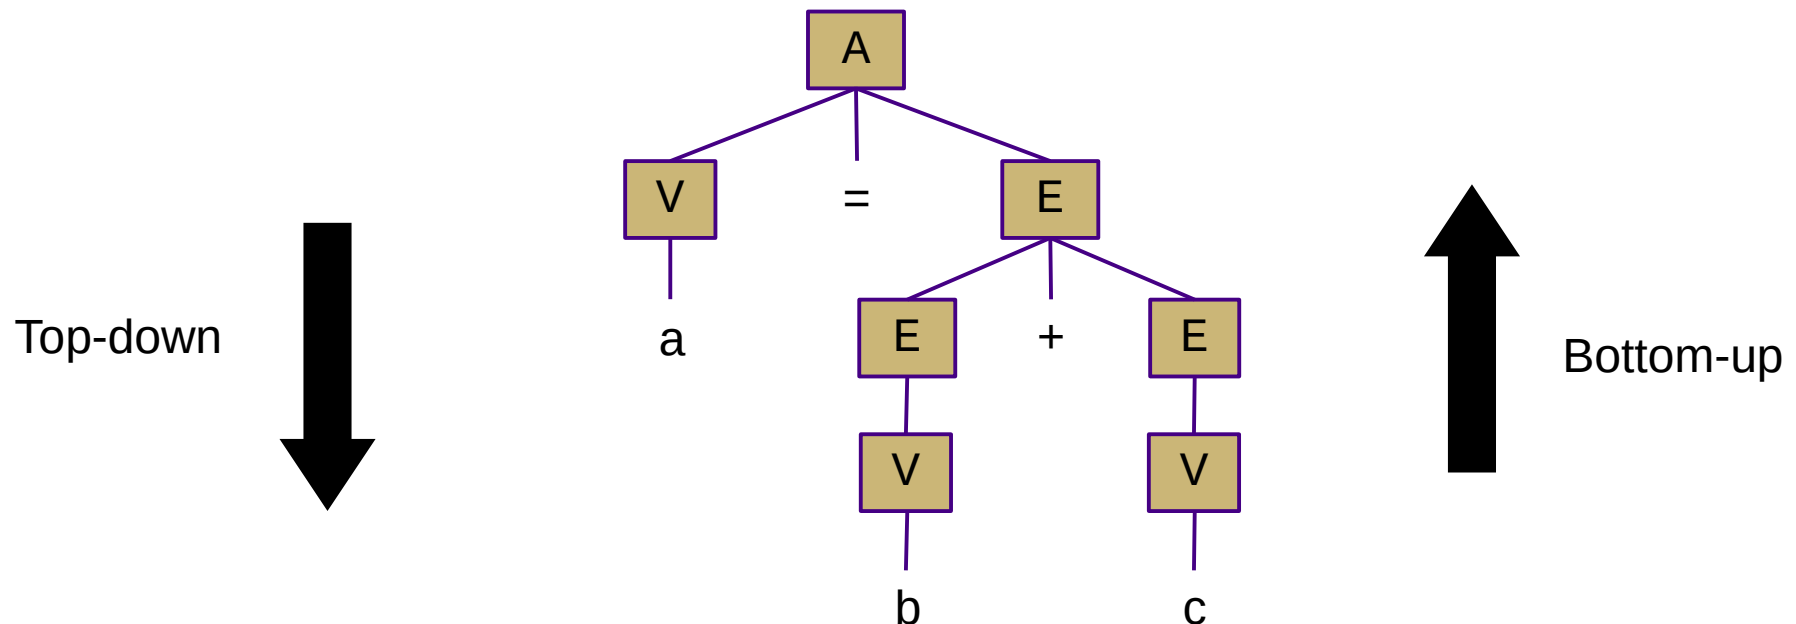 A
V = E
Top-down
a E + E
Bottom-up
V V
b c